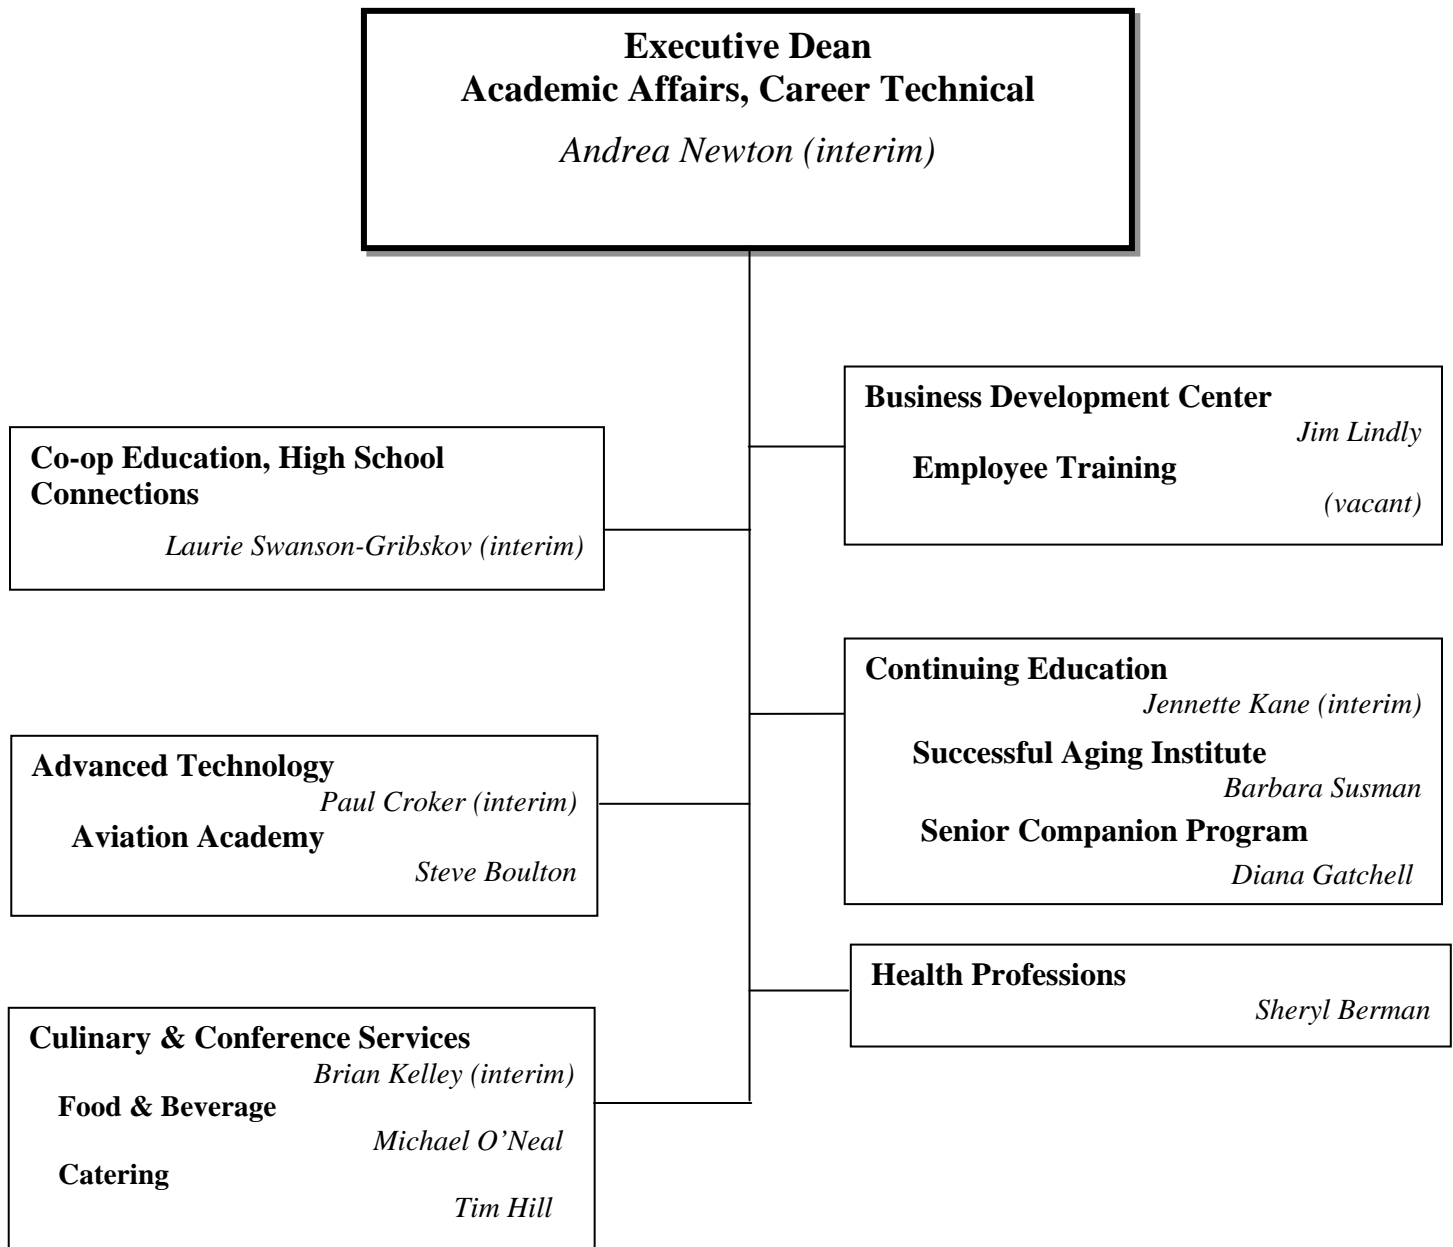 Executive Dean
Academic Affairs, Career Technical
Andrea Newton (interim)
Co-op Education, High School
Connections
Laurie Swanson-Gribskov (interim)
Advanced Technology
Paul Croker (interim)
Aviation Academy
Steve Boulton
Culinary & Conference Services
Brian Kelley (interim)
Food & Beverage
Michael O’Neal
Catering
Tim Hill
Business Development Center
Jim Lindly
Employee Training
(vacant)
Continuing Education
Jennette Kane (interim)
Successful Aging Institute
Barbara Susman
Senior Companion Program
Diana Gatchell
Health Professions
Sheryl Berman